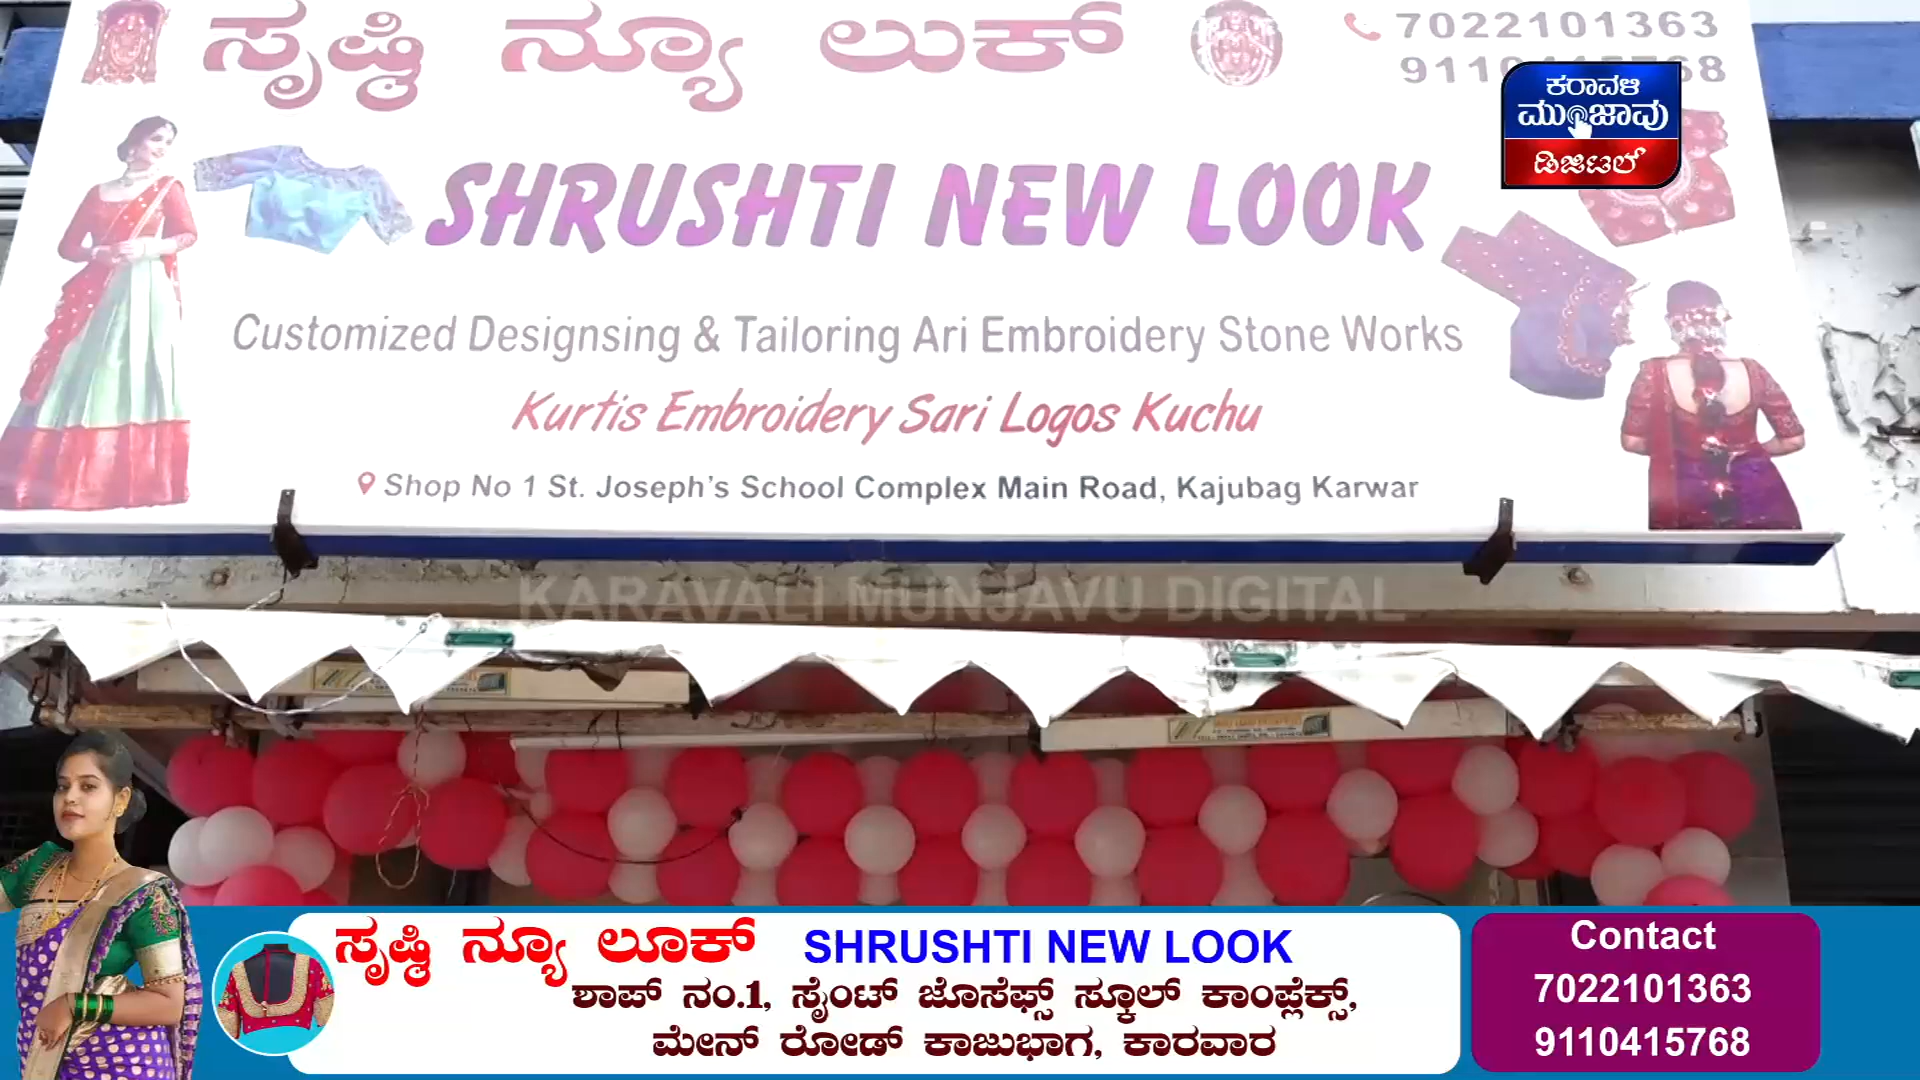 ಸೃಷ್ಠಿ ನ್ಯೂ ಲುಕ್
7022101363
ಕರಾವಳಿ
ಮುಂಜಾವು
ಡಿಜಿಟಲ್
SHRUSHTI NEW LOOK
Customized Designsing & Tailoring Ari Embroidery Stone Works
Kurtis Embroidery Sari Logos Kuchu
Shop No 1 St. Joseph's School Complex Main Road, Kajubag Karwar
KARAVALI MUNJAVU DIGITAL
ಸೃಷ್ಠಿ ನ್ಯೂ ಲೂಕ್ SHRUSHTI NEW LOOK
ಶಾಪ್ ನಂ.1, ಸೈಂಟ್ ಜೊಸೆಫ್ಸ್ ಸ್ಕೂಲ್ ಕಾಂಪ್ಲೆಕ್ಸ್,
ಮೇನ್ ರೋಡ್ ಕಾಜುಭಾಗ, ಕಾರವಾರ
Contact
7022101363
9110415768